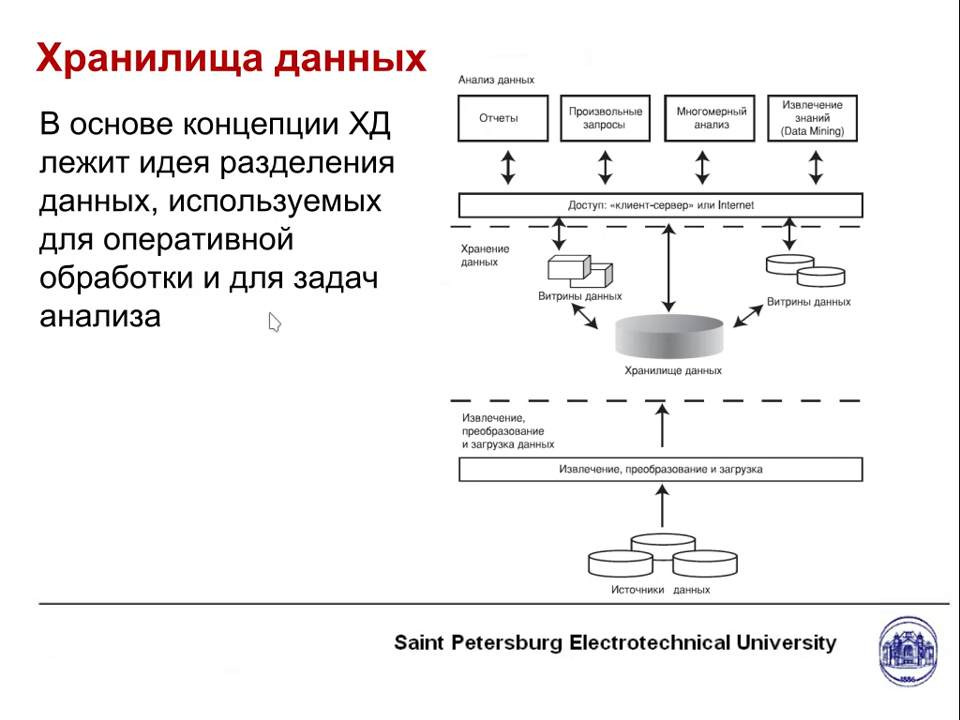 Хранилища данных
В основе концепции ХД
лежит идея разделения
данных, используемых
для оперативной
обработки и для задач
анализа
Анализ данных
Отчеты
Произвольные
запросы
Многомерный
анализ
Извлечение
знаний
(Data Mining)
Доступ: «клиент-сервер» или Internet
Хранение
данных
Витрины данных
Витрины данных
Хранилище данных
Извлечение,
преобразование
и загрузка данных
Извлечение, преобразование и загрузка
Источники данных
Saint Petersburg Electrotechnical University
1886